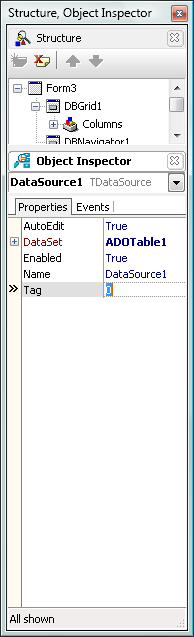 Structure, Object Inspector
Structure
Form3
DBGrid1
Columns
DBNavigator1
Object Inspector
DataSource1 TDataSource
Properties Events
AutoEdit True
DataSet ADOTable1
Enabled True
Name DataSource1
Tag 0
All shown